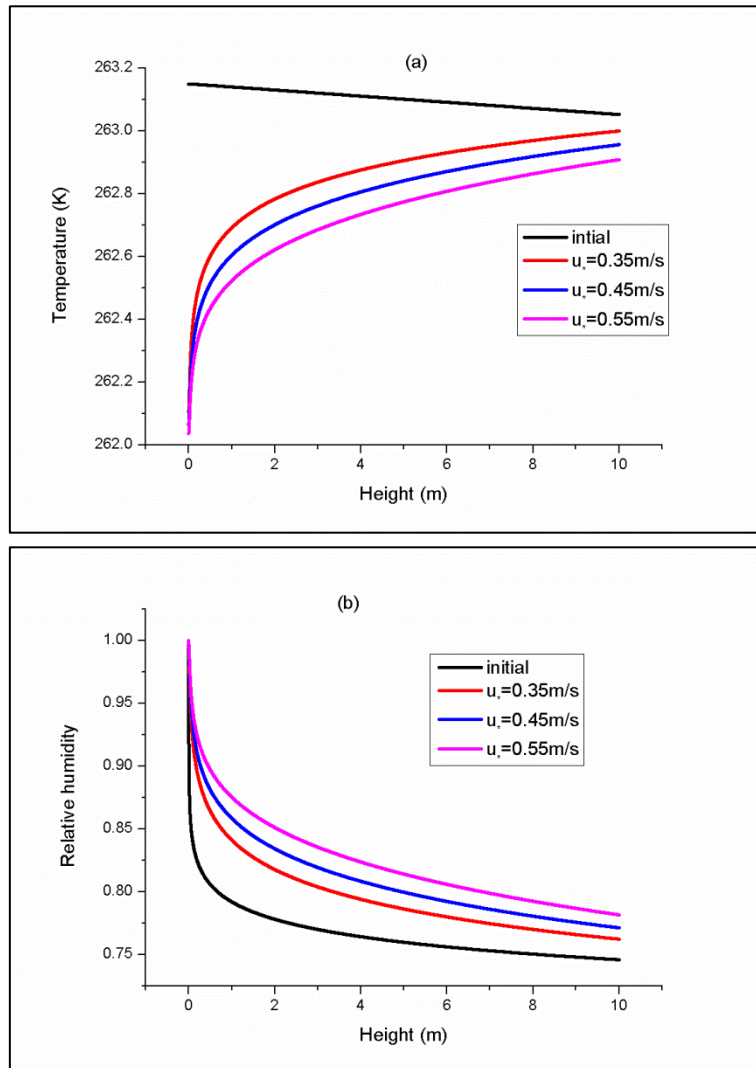 (a)
263.2
263.0
262.8
262.6
262.4
262.2
262.0
Temperature (K)
intial
u*=0.35m/s
u*=0.45m/s
u*=0.55m/s
0 2 4 6 8 10
Height (m)
(b)
1.00
0.95
0.90
0.85
0.80
0.75
Relative humidity
initial
u*=0.35m/s
u*=0.45m/s
u*=0.55m/s
0 2 4 6 8 10
Height (m)